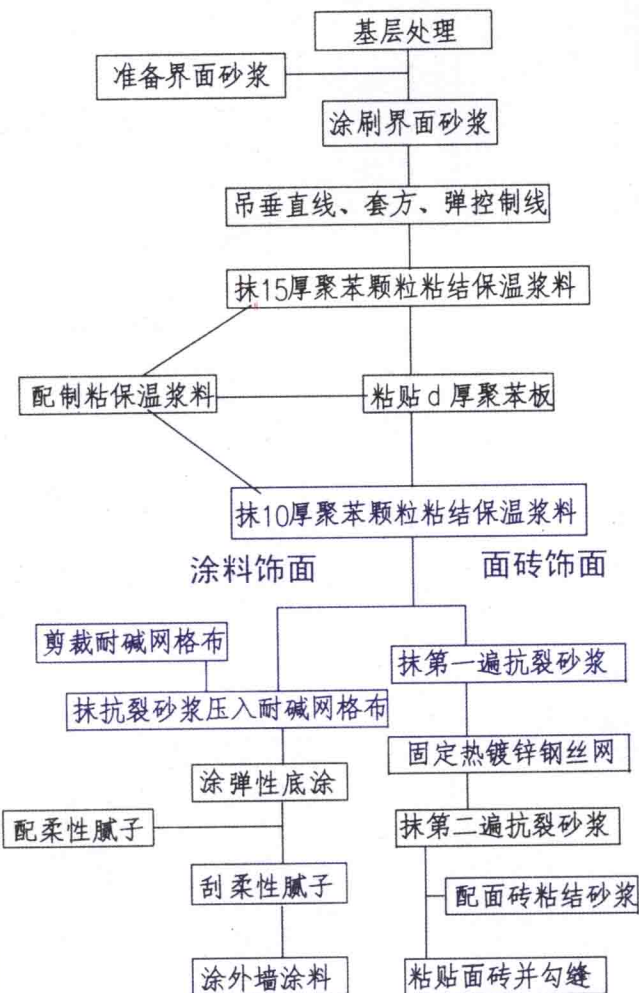 基层处理
准备界面砂浆
涂刷界面砂浆
吊垂直线、套方、弹控制线
抹15厚聚苯颗粒粘结保温浆料
配制粘保温浆料
粘贴d厚聚苯板
抹10厚聚苯颗粒粘结保温浆料
涂料饰面
面砖饰面
剪裁耐碱网格布
抹第一遍抗裂砂浆
抹抗裂砂浆压入耐碱网格布
固定热镀锌钢丝网
涂弹性底涂
配柔性腻子
抹第二遍抗裂砂浆
刮柔性腻子
配面砖粘结砂浆
涂外墙涂料
粘贴面砖并勾缝